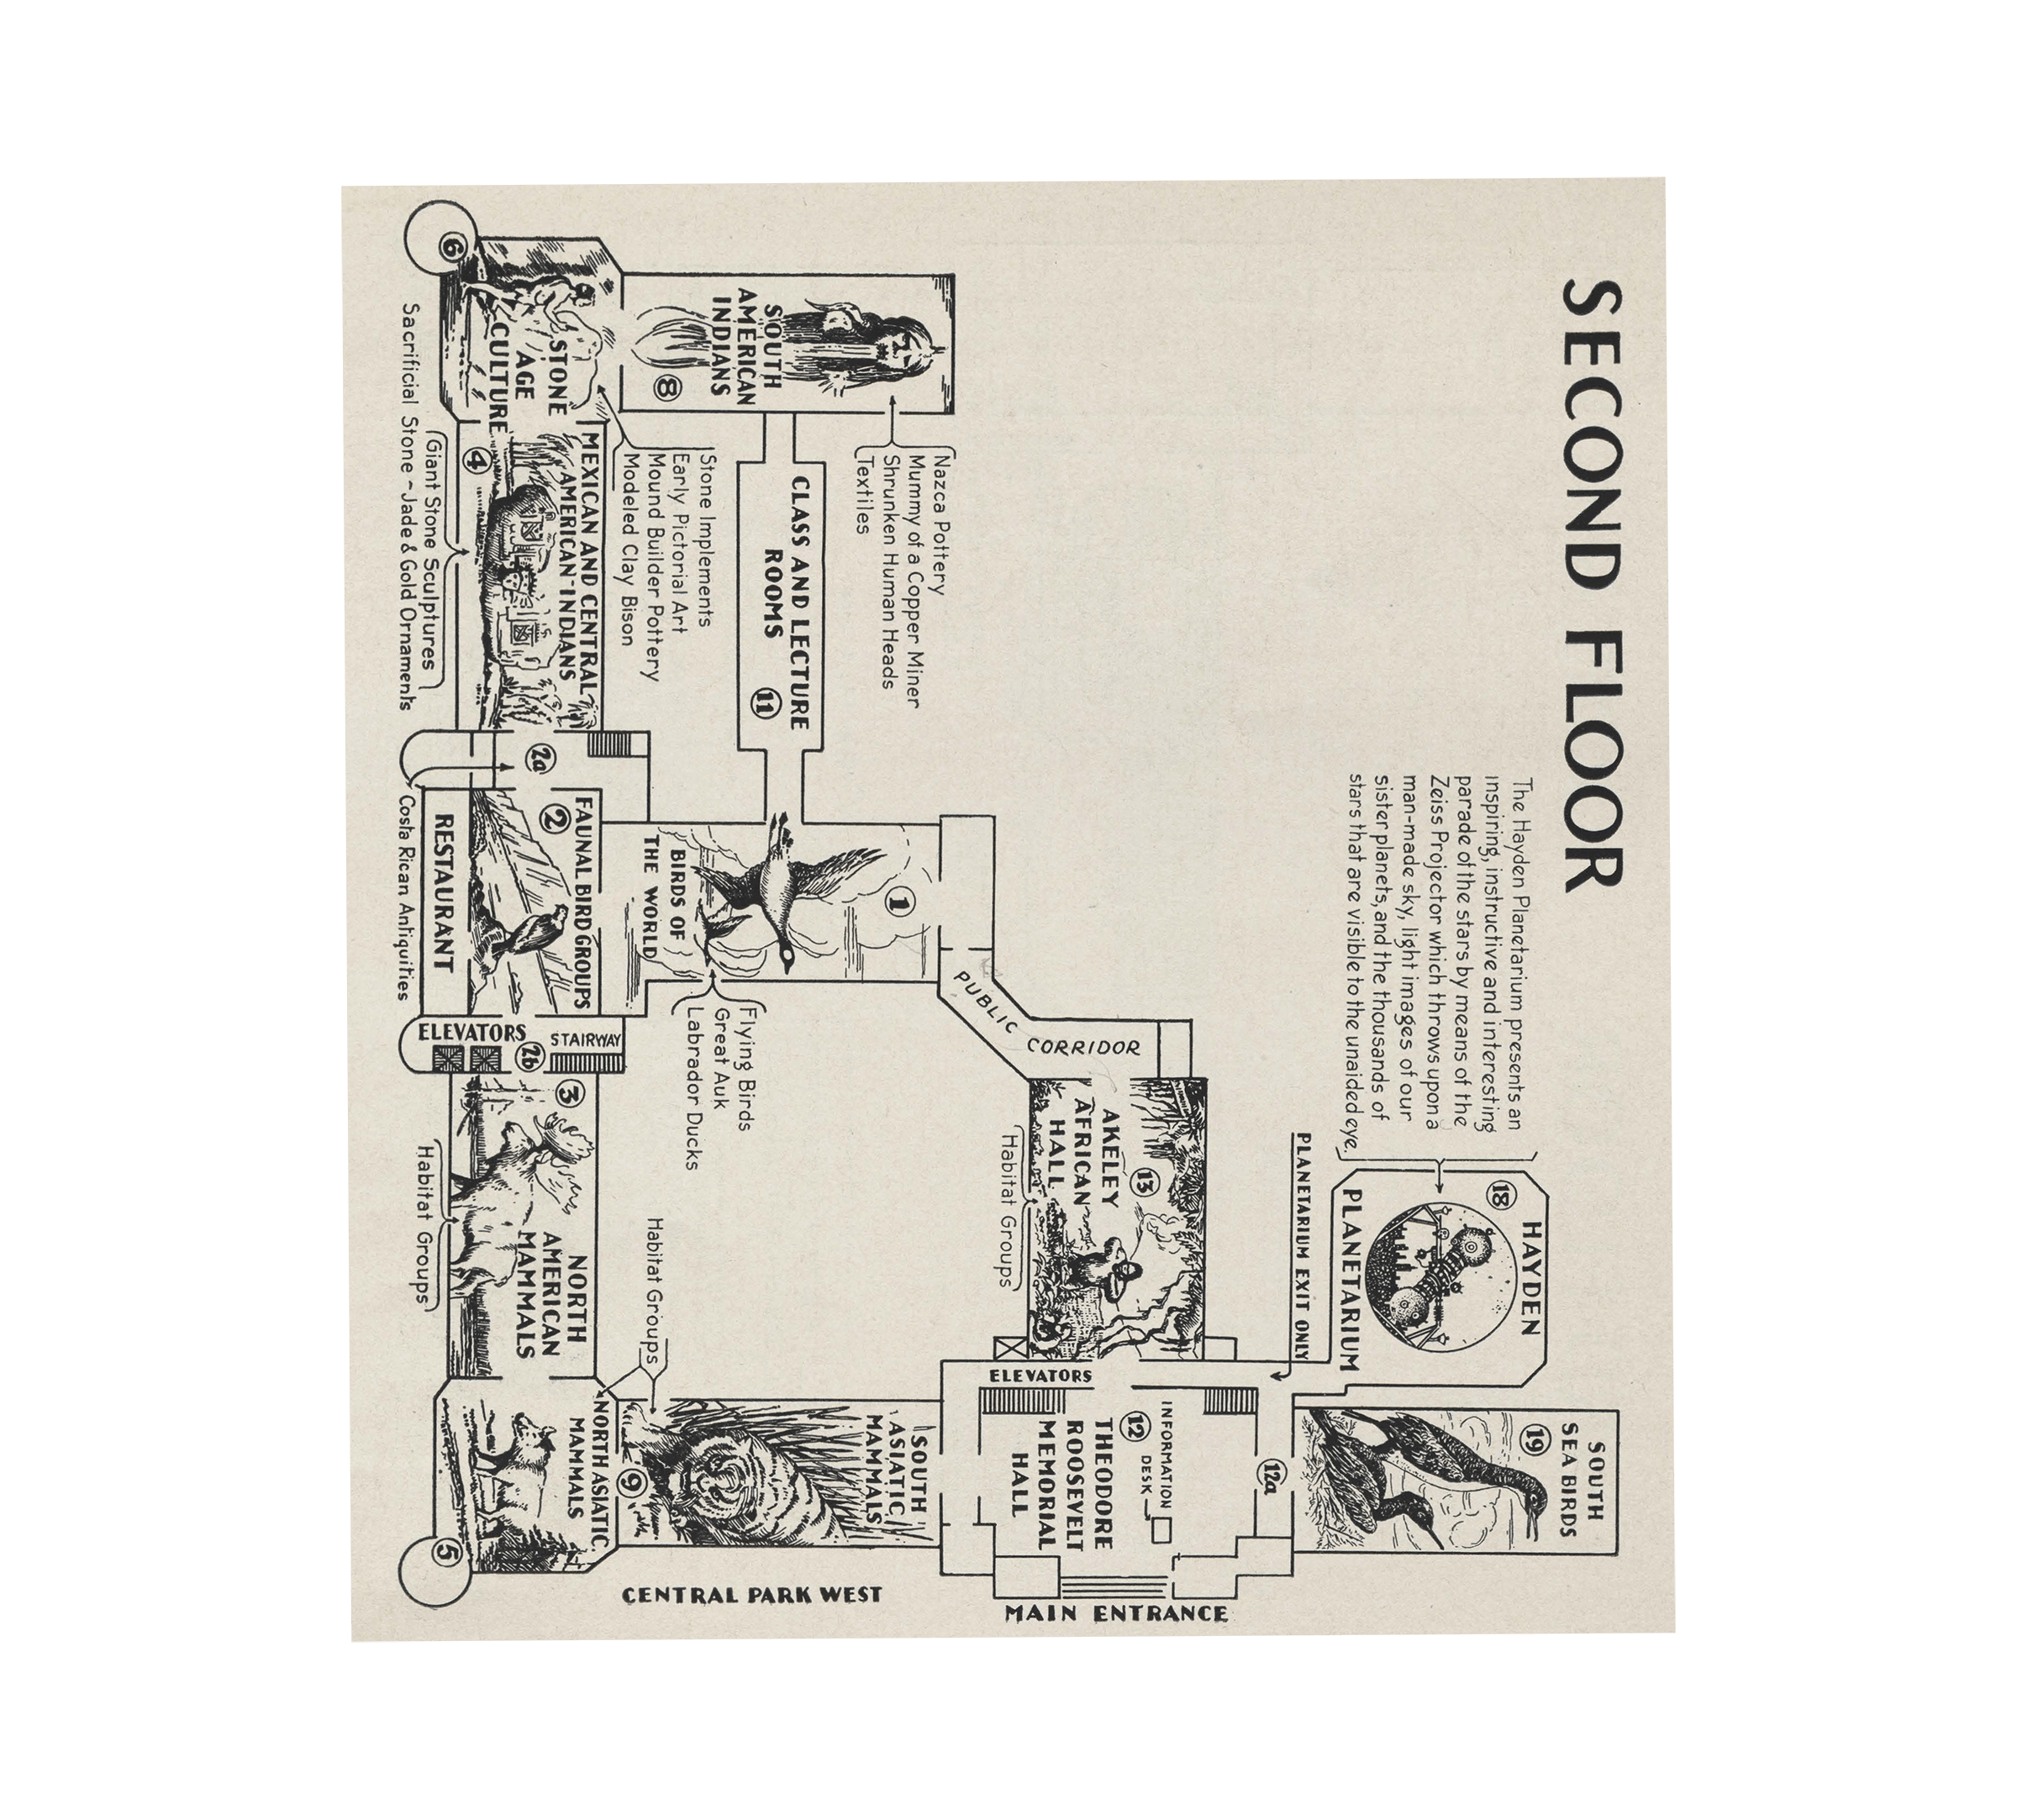 SECOND FLOOR
The Hayden Planetarium presents an
inspiring, instructive and interesting
parade of the stars by means of the
Zeiss Projector which throws upon a
man-made sky, light images of our
sister planets, and the thousands of
stars that are visible to the unaided eye.
18
HAYDEN
PLANETARIUM
19
SOUTH
SEA BIRDS
PLANETARIUM EXIT ONLY
12a
13
AKELEY
AFRICAN
HALL
Habitat Groups
ELEVATORS
INFORMATION
DESK
12
THEODORE
ROOSEVELT
MEMORIAL
HALL
MAIN ENTRANCE
PUBLIC CORRIDOR
Nazca Pottery
Mummy of a Copper Miner
Shrunken Human Heads
Textiles
SOUTH
AMERICAN
INDIANS
8
CLASS AND LECTURE
ROOMS
11
1
BIRDS OF
THE WORLD
Flying Birds
Great Auk
Labrador Ducks
SOUTH
ASIATIC
MAMMALS
9
CENTRAL PARK WEST
Habitat Groups
Stone Implements
Early Pictorial Art
Mound Builder Pottery
Modeled Clay Bison
6
STONE
AGE
CULTURE
MEXICAN AND CENTRAL
AMERICAN-INDIANS
4
Giant Stone Sculptures
Sacrificial Stone ~ Jade & Gold Ornaments
2a
Costa Rican Antiquities
FAUNAL BIRD GROUPS
2
RESTAURANT
STAIRWAY
2b
ELEVATORS
3
NORTH
AMERICAN
MAMMALS
Habitat Groups
NORTH ASIATIC
MAMMALS
5